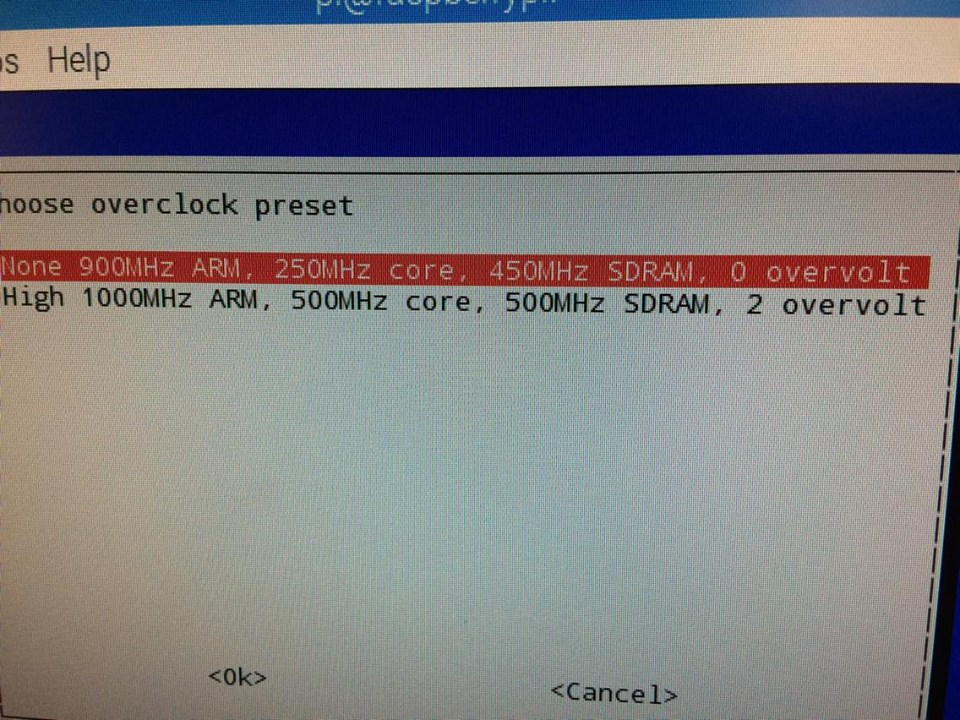 Help
hoose overclock preset
None 900MHz ARM, 250MHz core, 450MHz SDRAM, 0 overvolt
High 1000MHz ARM, 500MHz core, 500MHz SDRAM, 2 overvolt
<Ok> <Cancel>